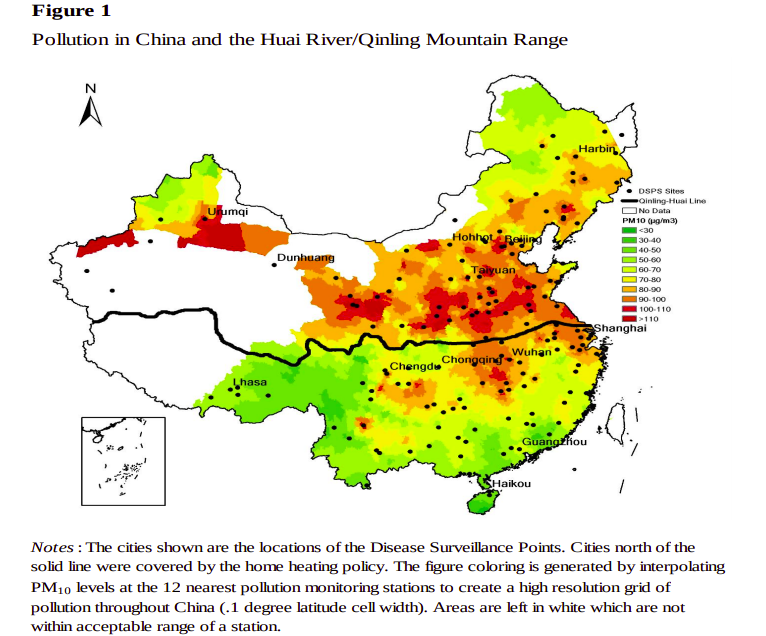 Figure 1
Pollution in China and the Huai River/Qinling Mountain Range
N
Harbin
DSPS Sites
Qinling-Huai Line
No Data
PM10 (µg/m3)
<30
30-40
40-50
50-60
60-70
70-80
80-90
90-100
100-110
>110
Urumqi
Hohhot
Beijing
Dunhuang
Taiyuan
Shanghai
Wuhan
Chongqing
Chengdu
Lhasa
Guangzhou
Haikou
Notes : The cities shown are the locations of the Disease Surveillance Points. Cities north of the
solid line were covered by the home heating policy. The figure coloring is generated by interpolating
PM10 levels at the 12 nearest pollution monitoring stations to create a high resolution grid of
pollution throughout China (.1 degree latitude cell width). Areas are left in white which are not
within acceptable range of a station.